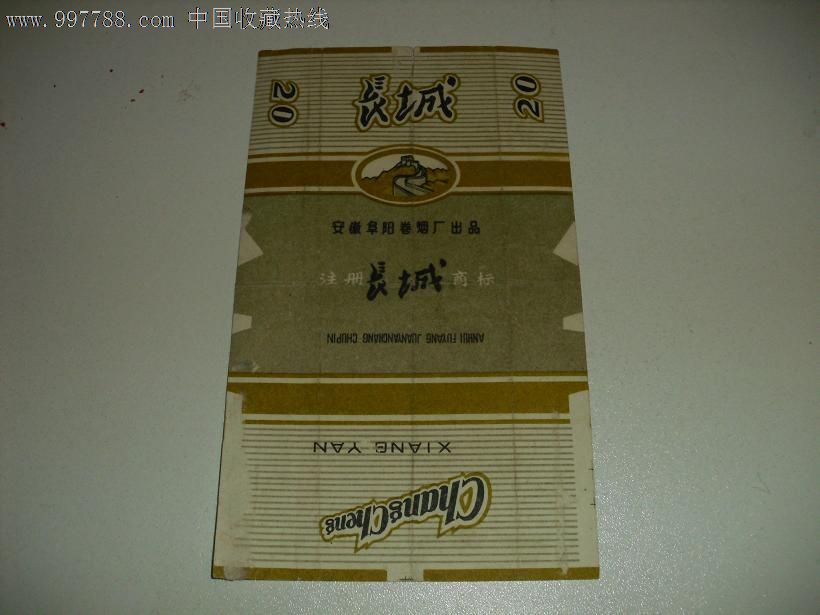 www.997788.com 中国收藏热线
20 長城 20
安徽阜阳卷烟厂出品
注册 長城 商标
ANHUI FUYANG JUANYANCHANG CHUPIN
XIANG YAN
ChangCheng